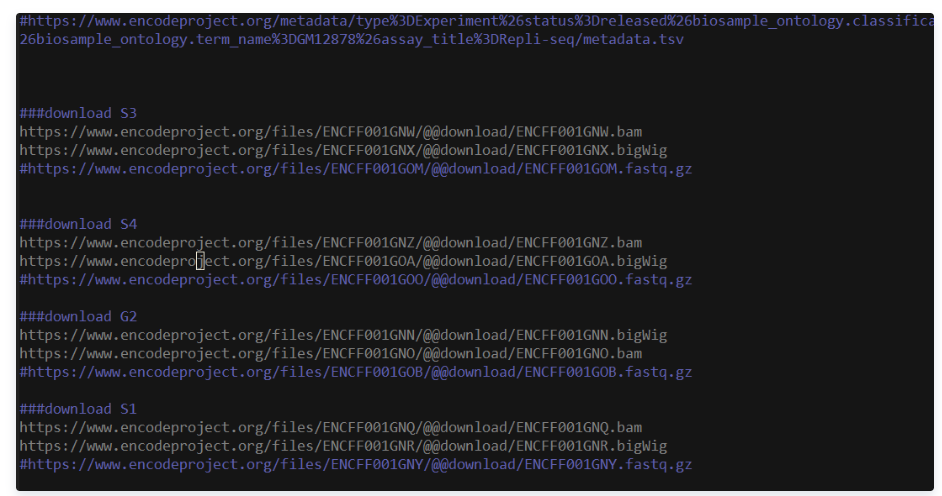 #https://www.encodeproject.org/metadata/type%3DExperiment%26status%3Dreleased%26biosample_ontology.classifica
26biosample_ontology.term_name%3DGM12878%26assay_title%3DRepli-seq/metadata.tsv
###download S3
https://www.encodeproject.org/files/ENCFF001GNW/@@download/ENCFF001GNW.bam
https://www.encodeproject.org/files/ENCFF001GNX/@@download/ENCFF001GNX.bigWig
#https://www.encodeproject.org/files/ENCFF001GOM/@@download/ENCFF001GOM.fastq.gz
###download S4
https://www.encodeproject.org/files/ENCFF001GNZ/@@download/ENCFF001GNZ.bam
https://www.encodeproject.org/files/ENCFF001GOA/@@download/ENCFF001GOA.bigWig
#https://www.encodeproject.org/files/ENCFF001GOO/@@download/ENCFF001GOO.fastq.gz
###download G2
https://www.encodeproject.org/files/ENCFF001GNN/@@download/ENCFF001GNN.bigWig
https://www.encodeproject.org/files/ENCFF001GNO/@@download/ENCFF001GNO.bam
#https://www.encodeproject.org/files/ENCFF001GOB/@@download/ENCFF001GOB.fastq.gz
###download S1
https://www.encodeproject.org/files/ENCFF001GNQ/@@download/ENCFF001GNQ.bam
https://www.encodeproject.org/files/ENCFF001GNR/@@download/ENCFF001GNR.bigWig
#https://www.encodeproject.org/files/ENCFF001GNY/@@download/ENCFF001GNY.fastq.gz